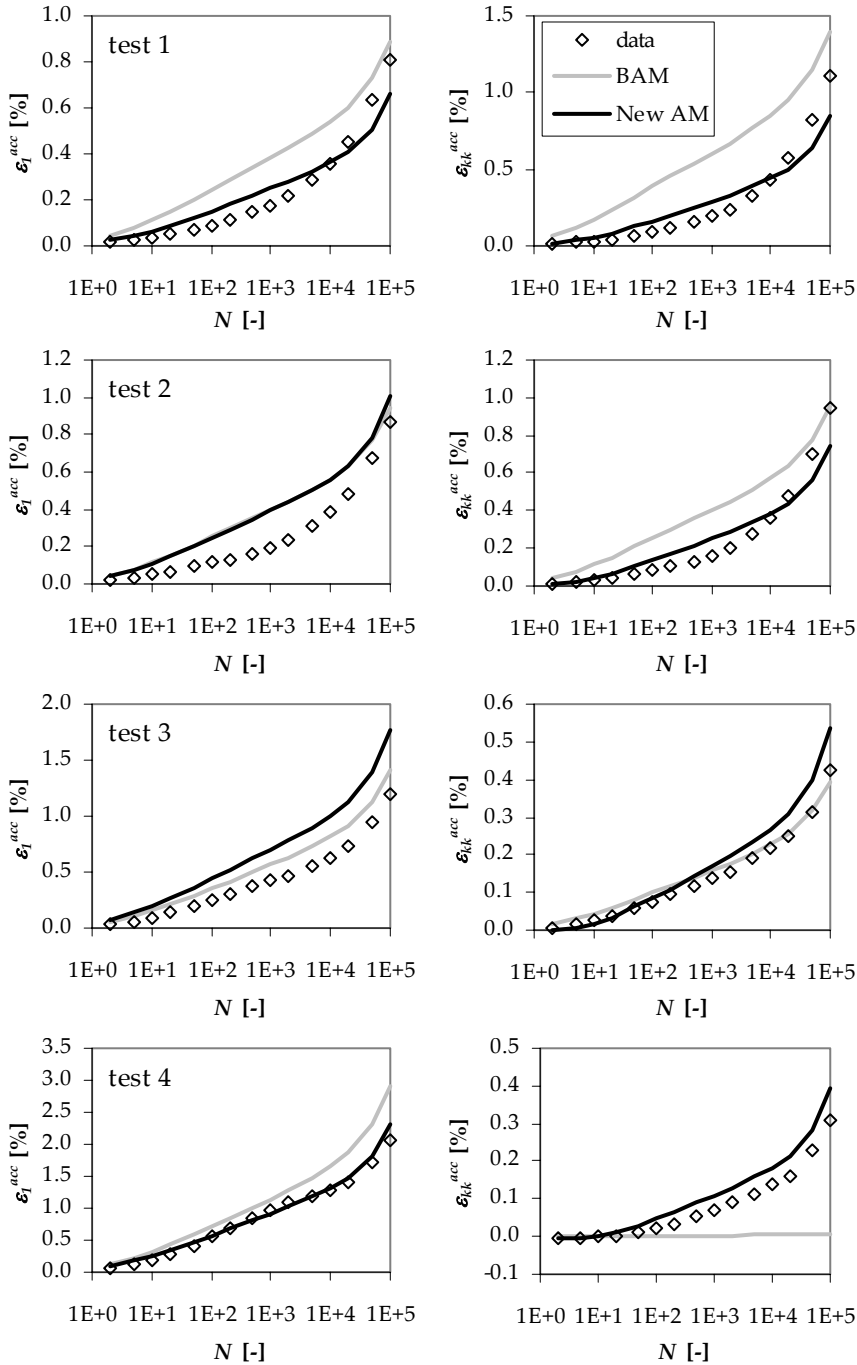 test 1
ε₁ᵃᶜᶜ [%]
1.0
0.8
0.6
0.4
0.2
0.0
1E+0 1E+1 1E+2 1E+3 1E+4 1E+5
N [-]
data
BAM
New AM
εₖₖᵃᶜᶜ [%]
1.5
1.0
0.5
0.0
1E+0 1E+1 1E+2 1E+3 1E+4 1E+5
N [-]
test 2
ε₁ᵃᶜᶜ [%]
1.2
1.0
0.8
0.6
0.4
0.2
0.0
1E+0 1E+1 1E+2 1E+3 1E+4 1E+5
N [-]
εₖₖᵃᶜᶜ [%]
1.2
1.0
0.8
0.6
0.4
0.2
0.0
1E+0 1E+1 1E+2 1E+3 1E+4 1E+5
N [-]
test 3
ε₁ᵃᶜᶜ [%]
2.0
1.5
1.0
0.5
0.0
1E+0 1E+1 1E+2 1E+3 1E+4 1E+5
N [-]
εₖₖᵃᶜᶜ [%]
0.6
0.5
0.4
0.3
0.2
0.1
0.0
1E+0 1E+1 1E+2 1E+3 1E+4 1E+5
N [-]
test 4
ε₁ᵃᶜᶜ [%]
3.5
3.0
2.5
2.0
1.5
1.0
0.5
0.0
1E+0 1E+1 1E+2 1E+3 1E+4 1E+5
N [-]
εₖₖᵃᶜᶜ [%]
0.5
0.4
0.3
0.2
0.1
0.0
-0.1
1E+0 1E+1 1E+2 1E+3 1E+4 1E+5
N [-]